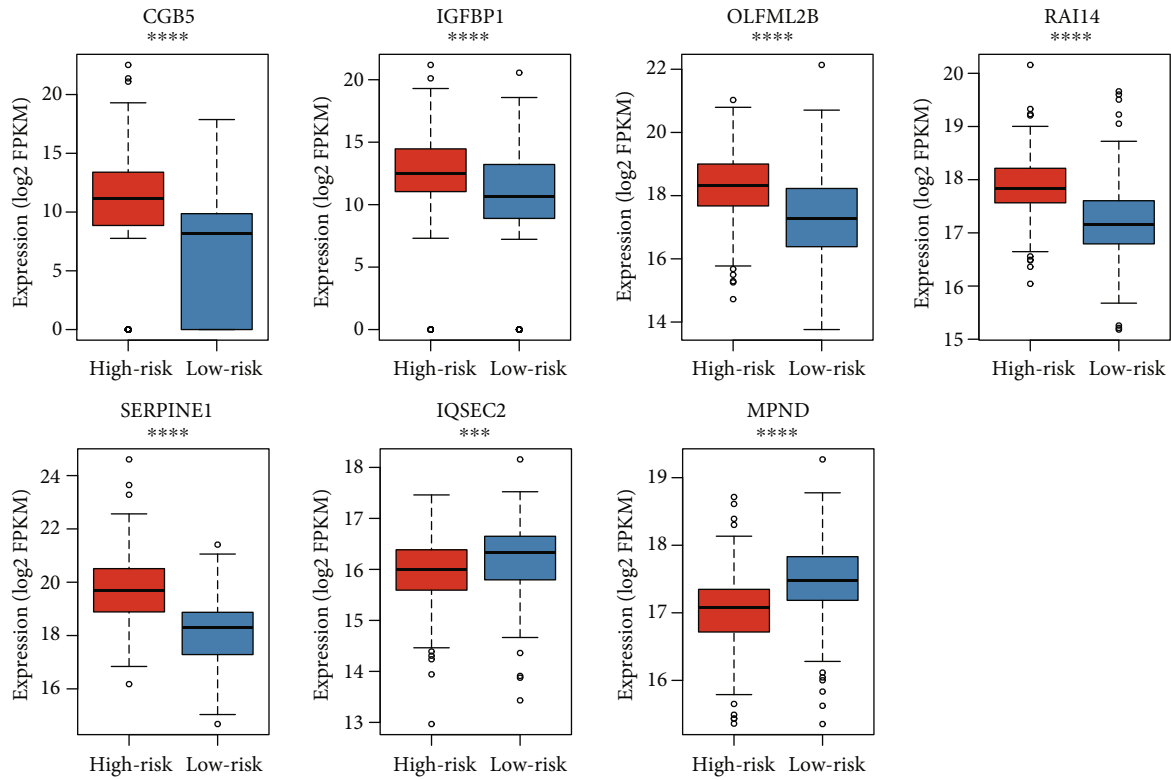 CGB5
****
Expression (log2 FPKM)
20
15
10
5
0
High-risk Low-risk
IGFBP1
****
Expression (log2 FPKM)
20
15
10
5
0
High-risk Low-risk
OLFML2B
****
Expression (log2 FPKM)
22
20
18
16
14
High-risk Low-risk
RAI14
****
Expression (log2 FPKM)
20
19
18
17
16
15
High-risk Low-risk
SERPINE1
****
Expression (log2 FPKM)
24
22
20
18
16
High-risk Low-risk
IQSEC2
***
Expression (log2 FPKM)
18
17
16
15
14
13
High-risk Low-risk
MPND
****
Expression (log2 FPKM)
19
18
17
16
High-risk Low-risk